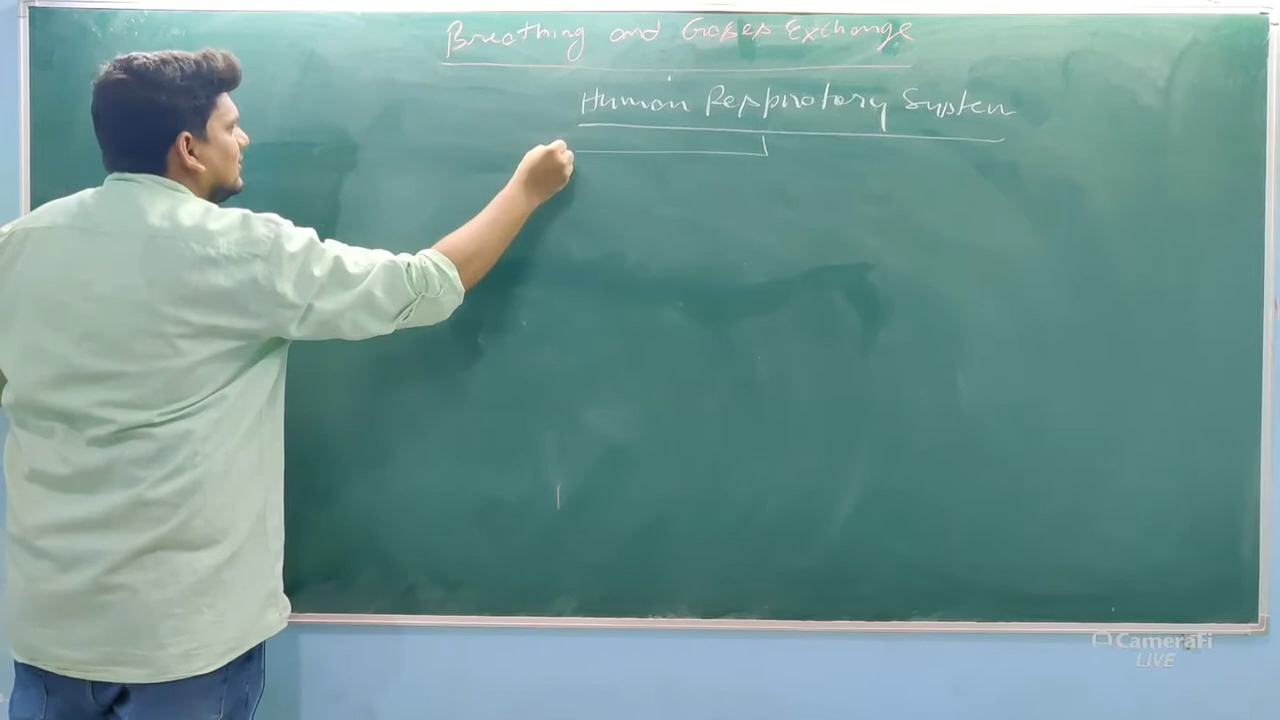 Breathing and Gases Exchange
Human Respiratory System
CameraFi
LIVE